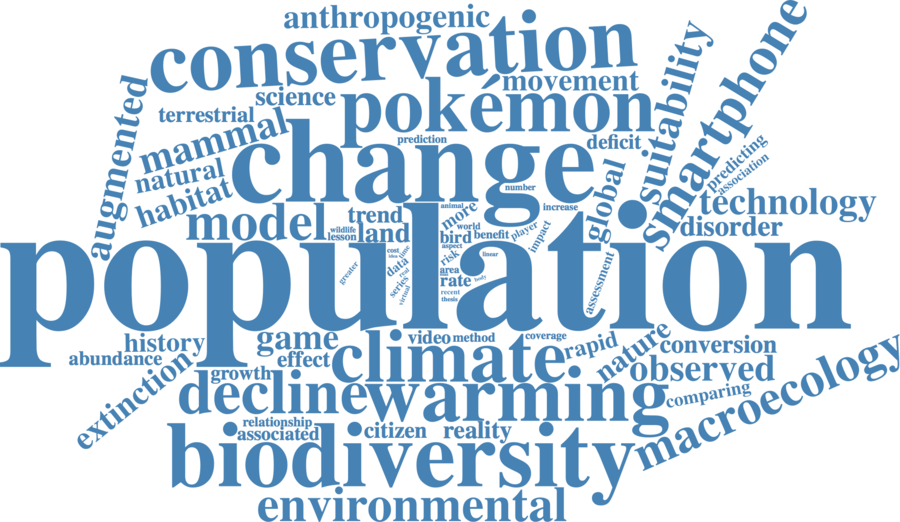 anthropogenic
conservation
movement
science
pokémon
terrestrial
augmented
mammal
change
prediction
deficit
suitability
smartphone
natural
habitat
number
global
predicting
association
technology
disorder
model
trend
wildlife
lesson
land
animal
more
world
bird
benefit
player
increase
impact
aspect
cost
idea
time
data
real
series
virtual
greater
risk
linear
area
rate
body
recent
thesis
assessment
population
history
abundance
extinction
game
effect
growth
climate
video
method
coverage
rapid
nature
conversion
observed
comparing
macroecology
decline
warming
relationship
associated
citizen
reality
biodiversity
environmental